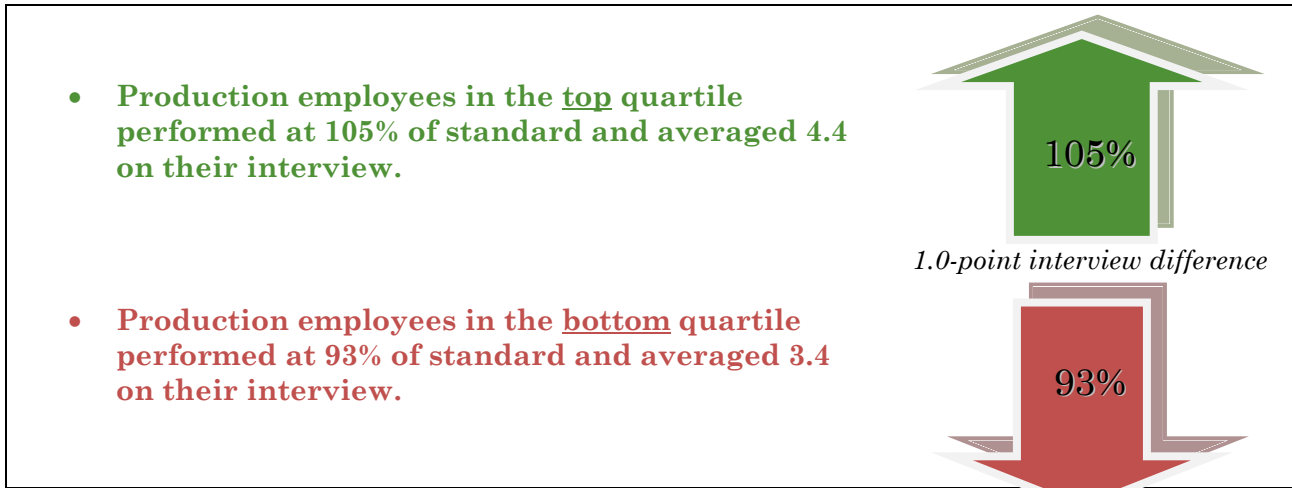 • Production employees in the top quartile
performed at 105% of standard and averaged 4.4
on their interview.
105%
1.0-point interview difference
• Production employees in the bottom quartile
performed at 93% of standard and averaged 3.4
on their interview.
93%